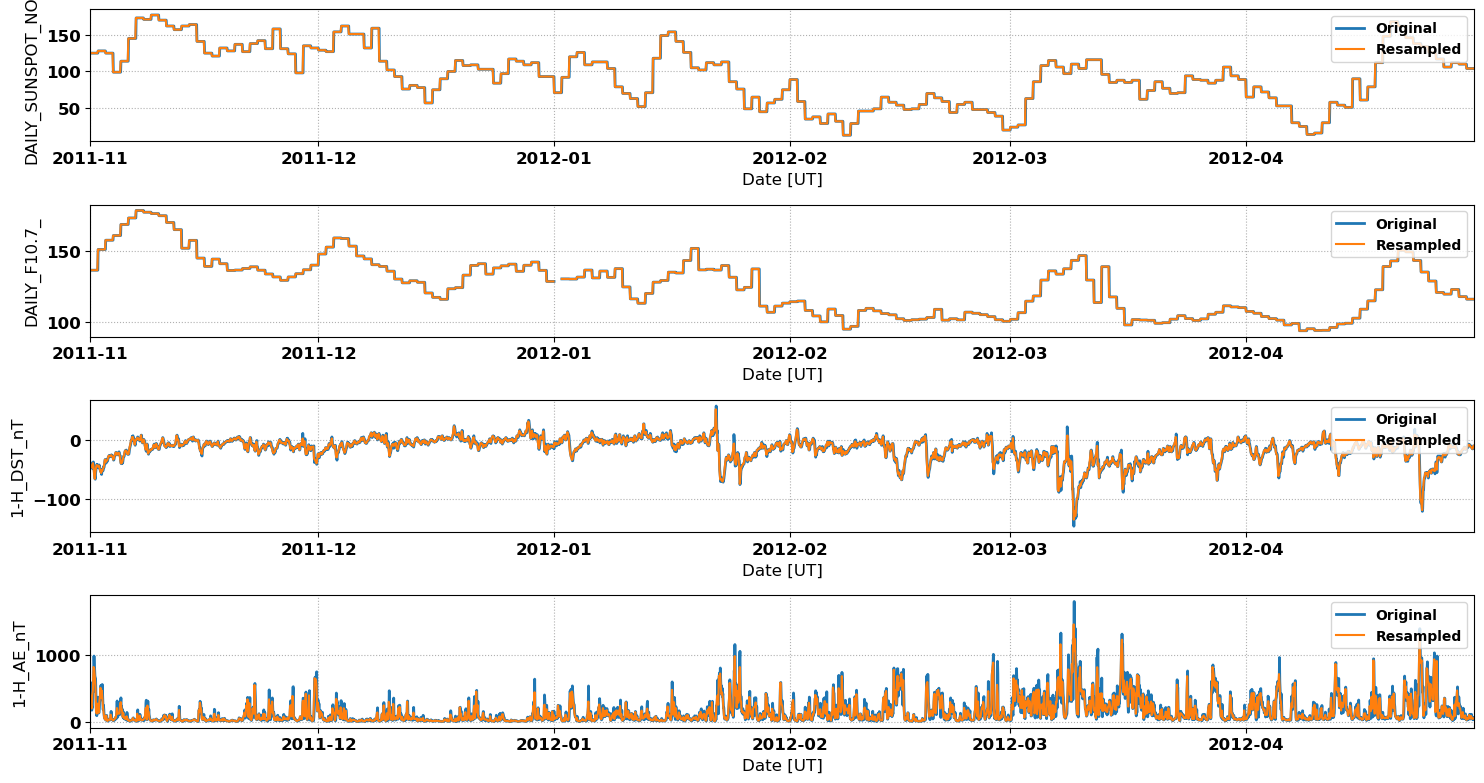 DAILY_SUNSPOT_NO
150
100
50
Original
Resampled
2011-11 2011-12 2012-01 2012-02 2012-03 2012-04
Date [UT]
DAILY_F10.7_
150
100
Original
Resampled
2011-11 2011-12 2012-01 2012-02 2012-03 2012-04
Date [UT]
1-H_DST_nT
0
−100
Original
Resampled
2011-11 2011-12 2012-01 2012-02 2012-03 2012-04
Date [UT]
1-H_AE_nT
1000
0
Original
Resampled
2011-11 2011-12 2012-01 2012-02 2012-03 2012-04
Date [UT]